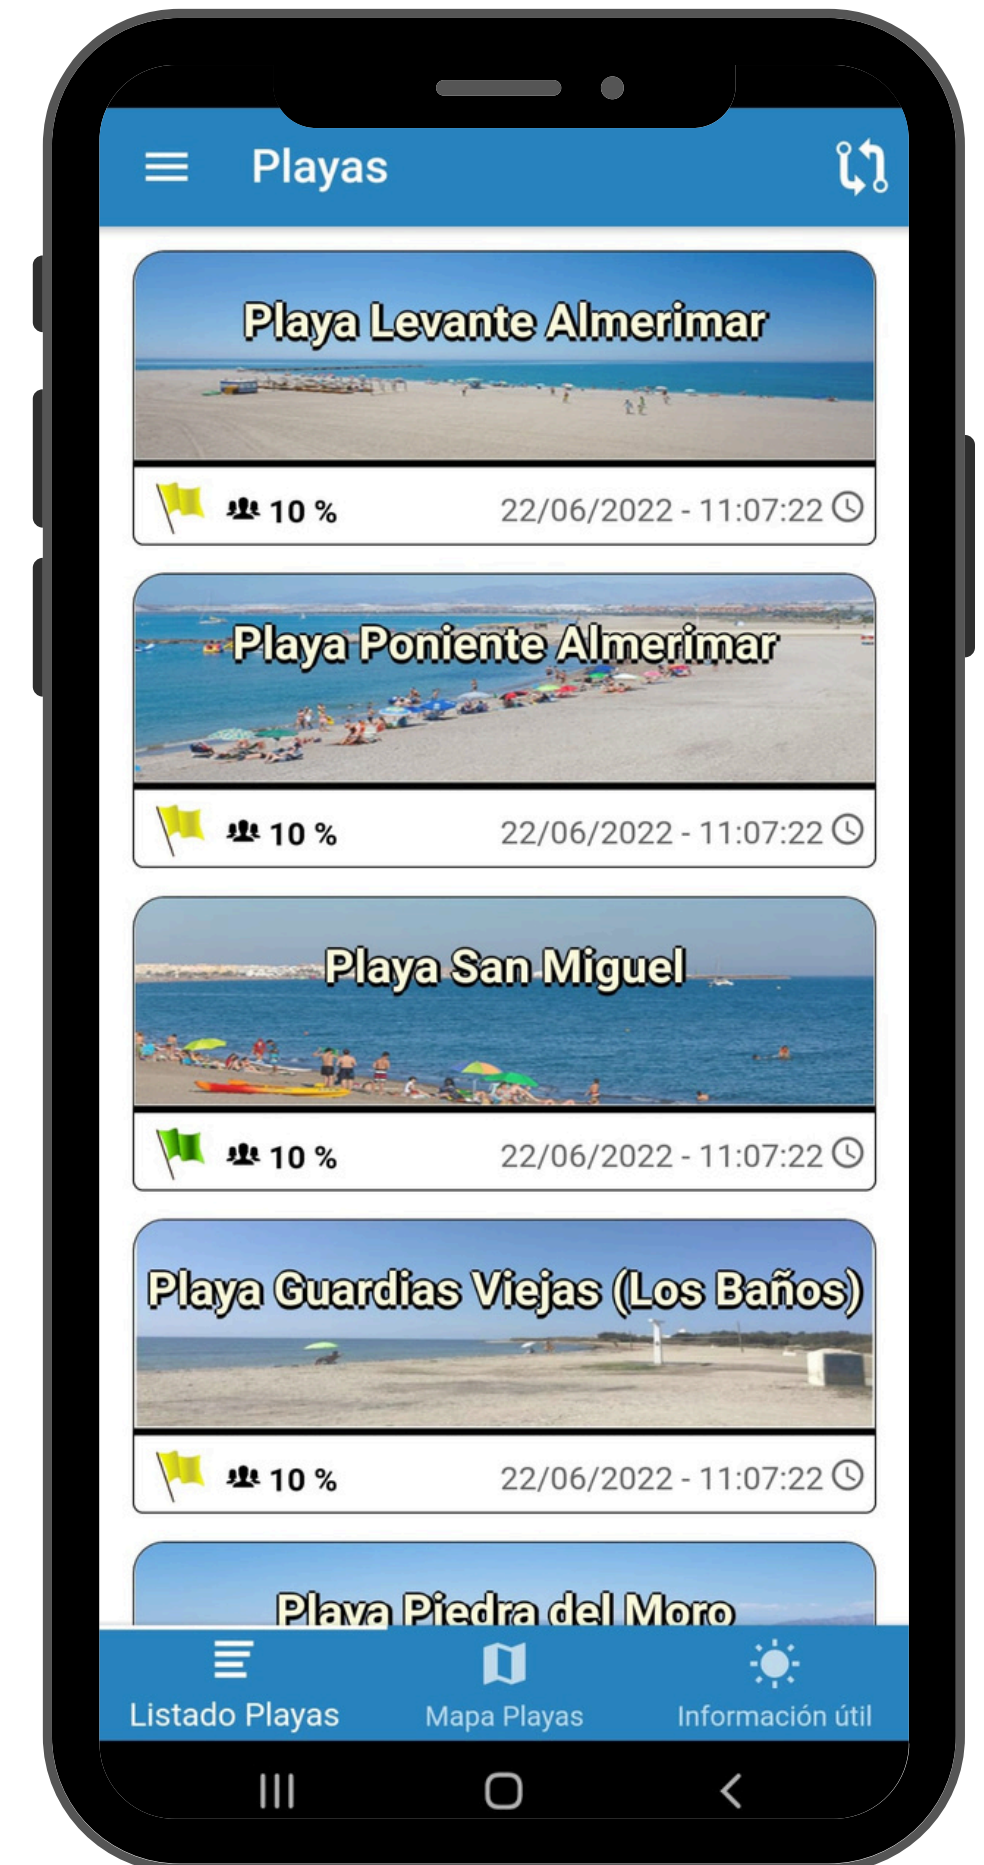 Playas
Playa Levante Almerimar
10 %
22/06/2022 - 11:07:22
Playa Poniente Almerimar
10 %
22/06/2022 - 11:07:22
Playa San Miguel
10 %
22/06/2022 - 11:07:22
Playa Guardias Viejas (Los Baños)
10 %
22/06/2022 - 11:07:22
Playa Piedra del Moro
Listado Playas
Mapa Playas
Información útil